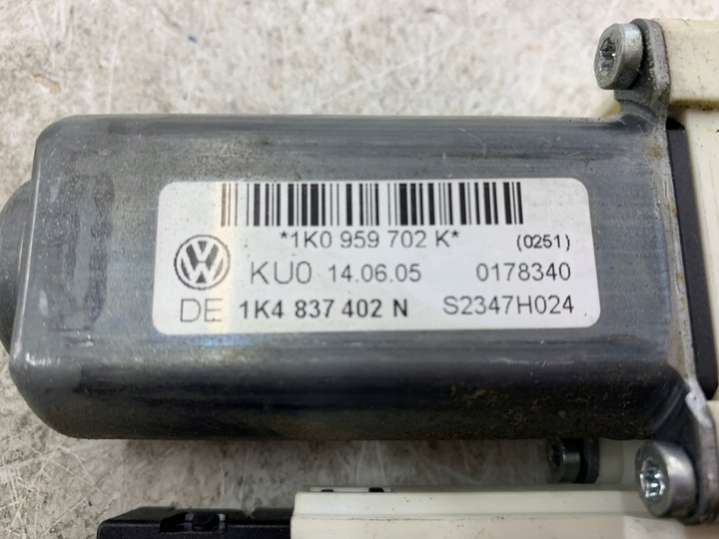 *1K0 959 702 K* (0251)
KU0 14.06.05 0178340
DE 1K4 837 402 N S2347H024